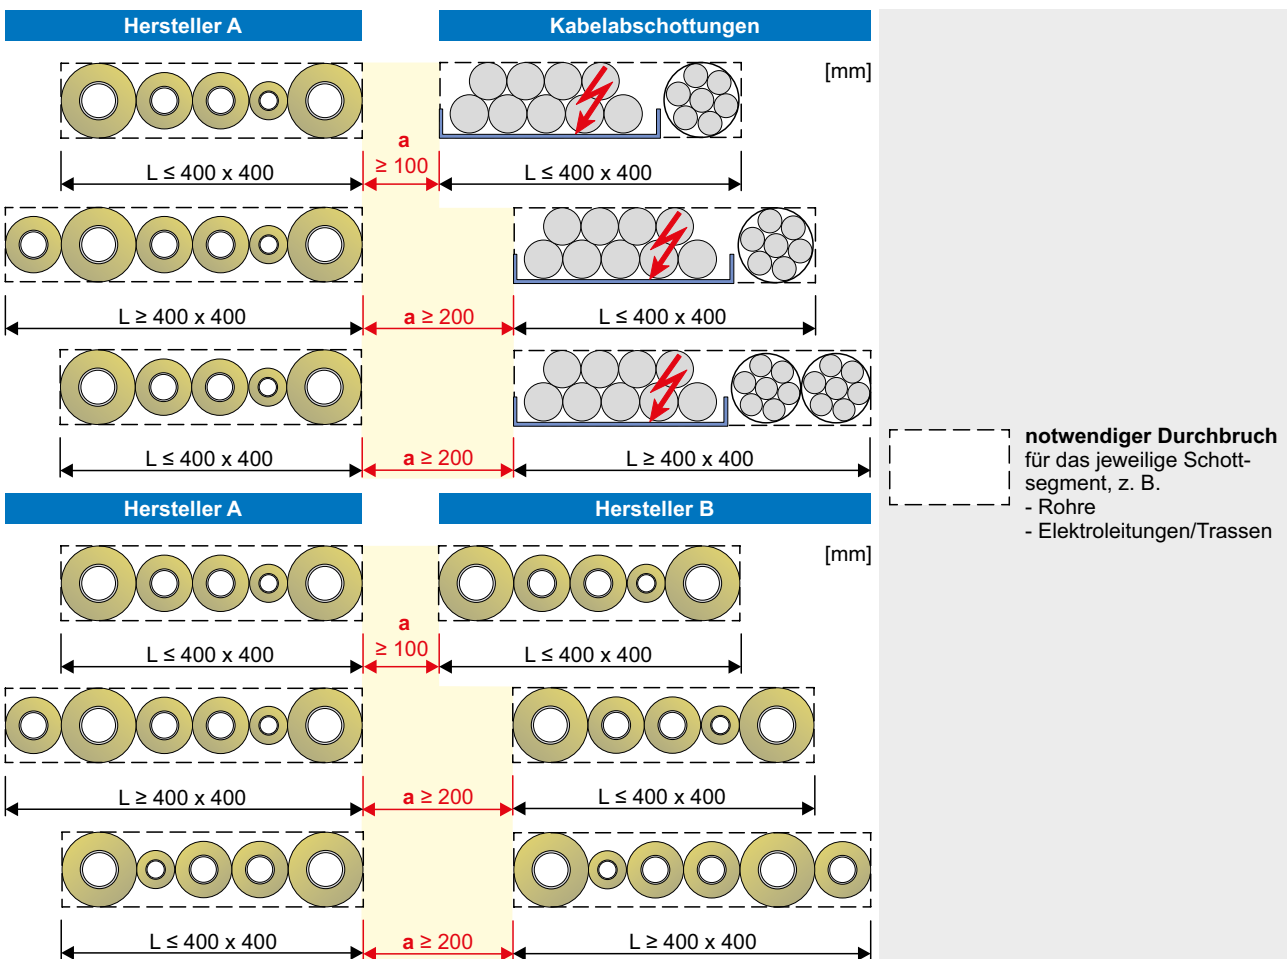 Hersteller A
Kabelabschottungen
[mm]
a
≥ 100
L ≤ 400 x 400
L ≤ 400 x 400
L ≥ 400 x 400
a ≥ 200
L ≤ 400 x 400
L ≤ 400 x 400
a ≥ 200
L ≥ 400 x 400
notwendiger Durchbruch
für das jeweilige Schott-
segment, z. B.
- Rohre
- Elektroleitungen/Trassen
Hersteller A
Hersteller B
[mm]
a
≥ 100
L ≤ 400 x 400
L ≤ 400 x 400
L ≥ 400 x 400
a ≥ 200
L ≤ 400 x 400
L ≤ 400 x 400
a ≥ 200
L ≥ 400 x 400